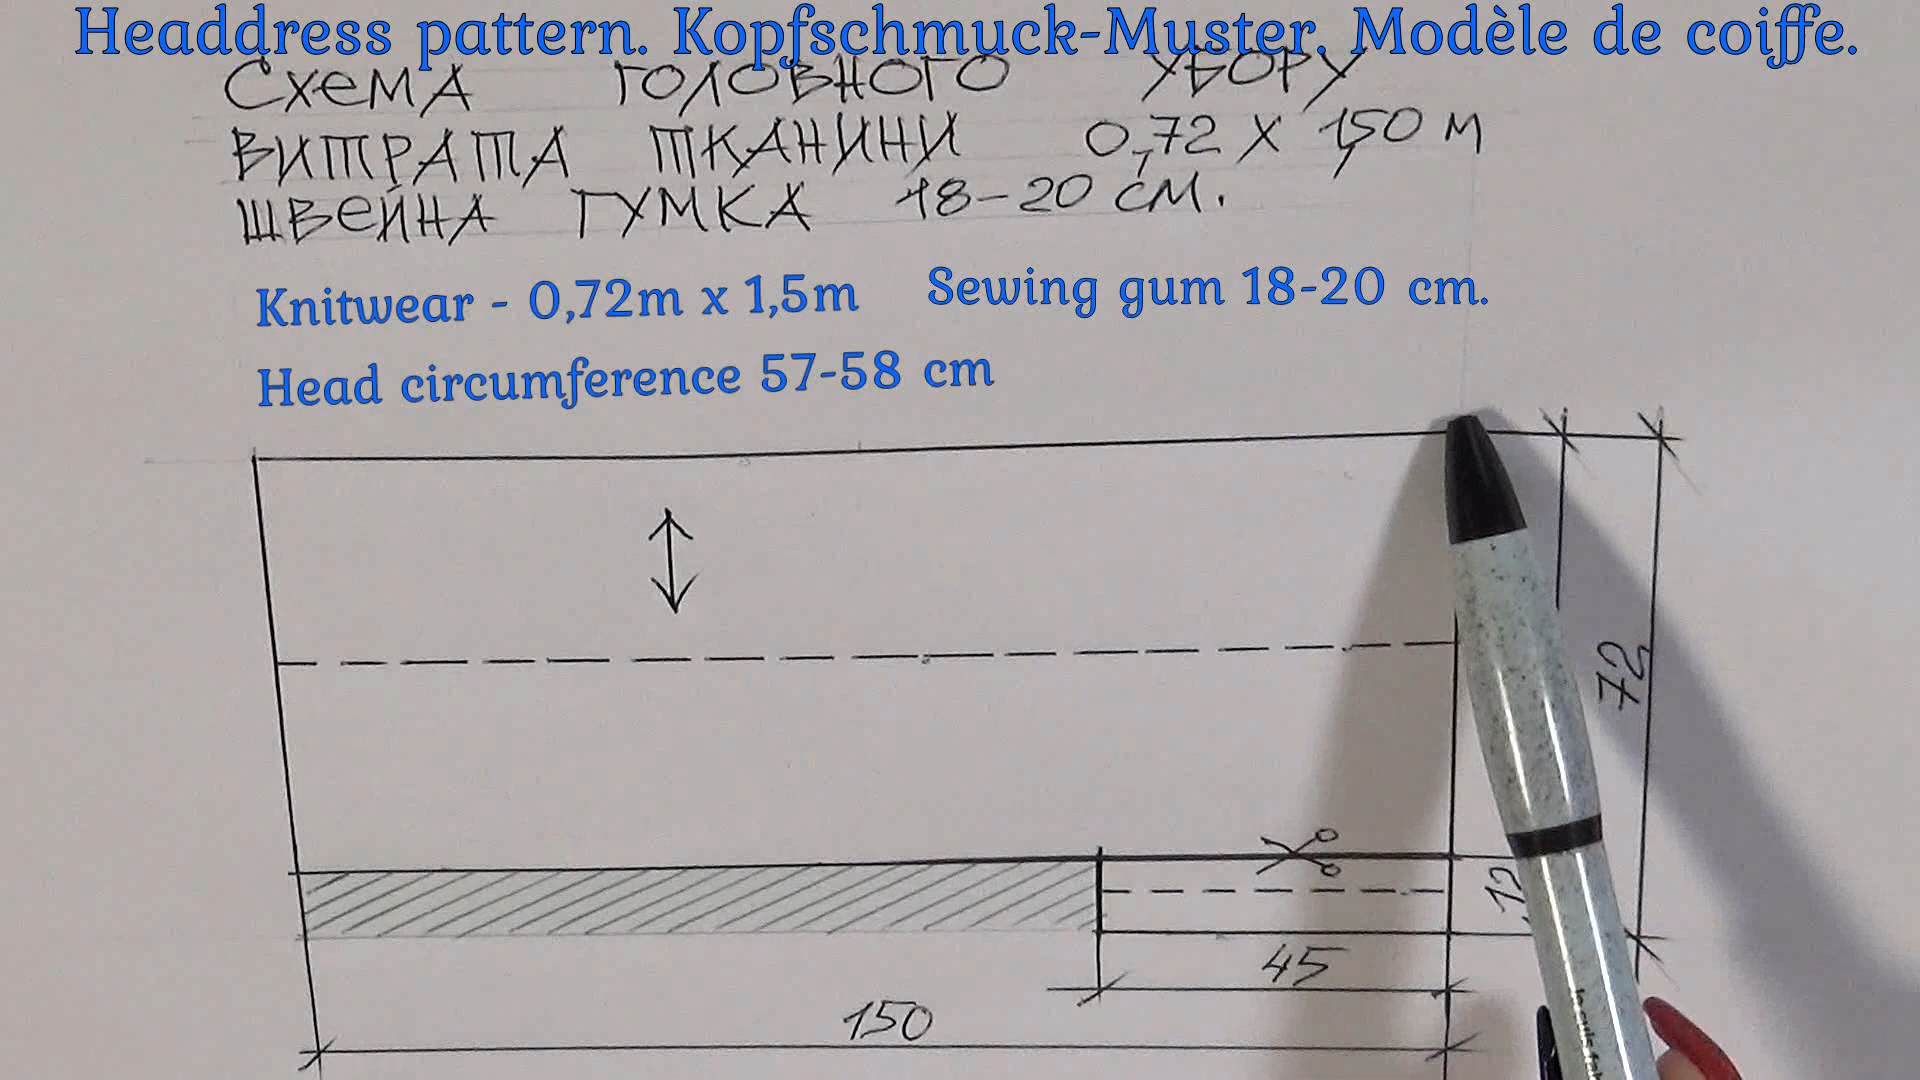 Headdress pattern. Kopfschmuck-Muster. Modèle de coiffe.
Схема головного убору
витрата тканини 0,72 х 1,50 м
швейна гумка 18-20 см.
Knitwear - 0,72m x 1,5m Sewing gum 18-20 cm.
Head circumference 57-58 cm
72
12
45
150